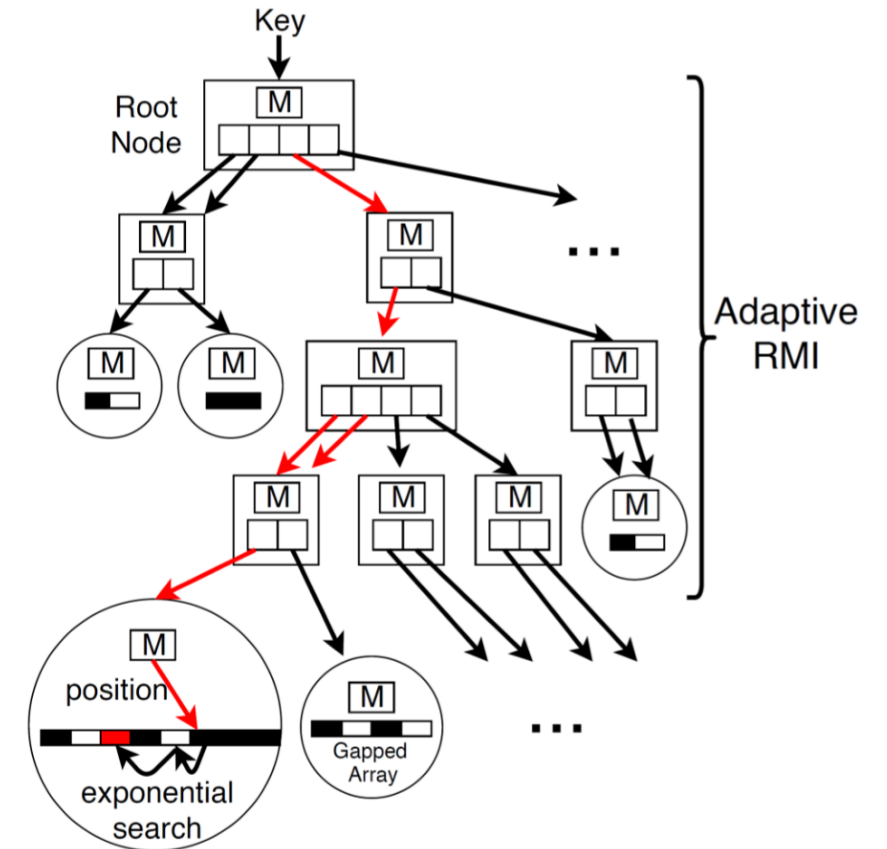 Key
Root
Node
M
M
M
...
Adaptive
RMI
M
M
M
M
M
M
M
M
M
position
exponential
search
M
Gapped
Array
...